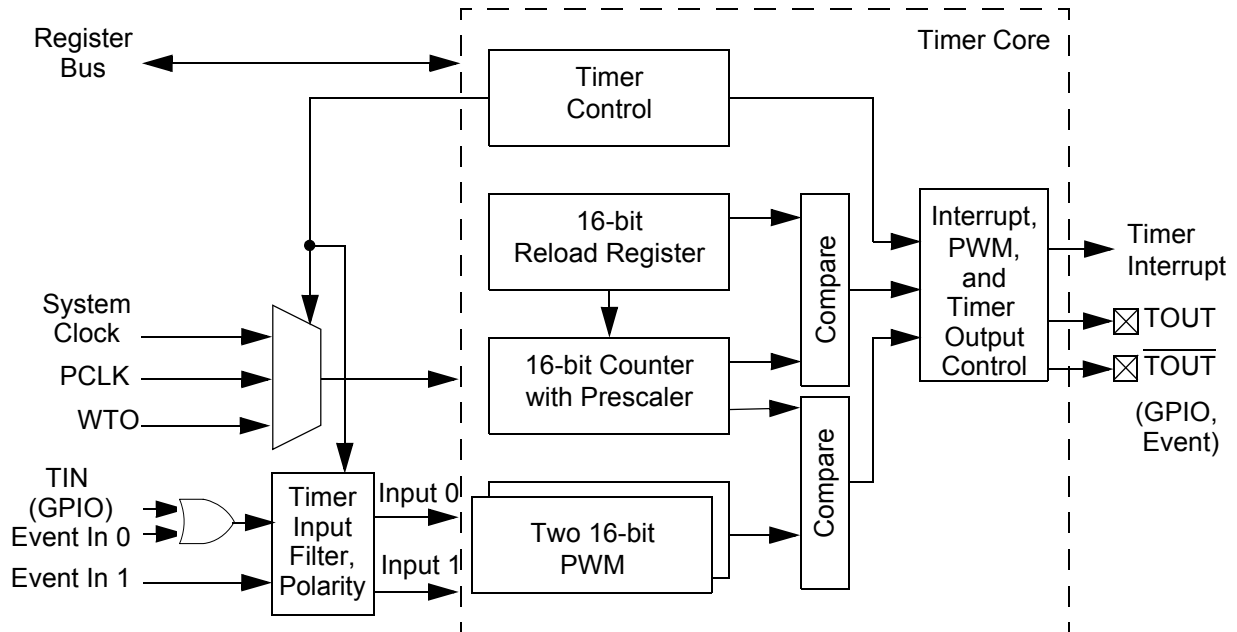 Register
Bus
Timer Core
Timer
Control
16-bit
Reload Register
Compare
Interrupt,
PWM,
and
Timer
Output
Control
Timer
Interrupt
TOUT
TOUT
(GPIO,
Event)
System
Clock
PCLK
WTO
16-bit Counter
with Prescaler
Compare
TIN
(GPIO)
Event In 0
Event In 1
Timer
Input
Filter,
Polarity
Input 0
Input 1
Two 16-bit
PWM